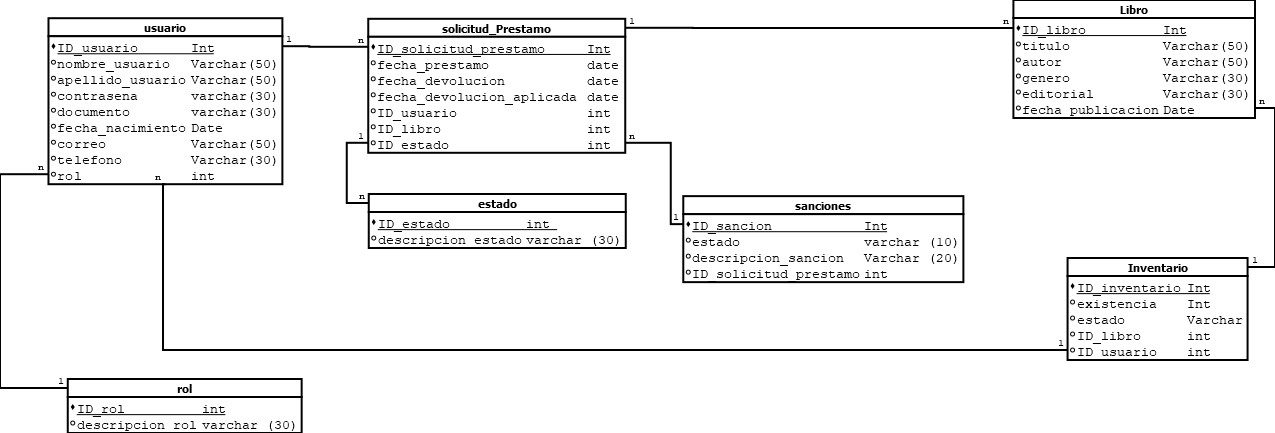 usuario
ID_usuario Int
nombre_usuario Varchar(50)
apellido_usuario Varchar(50)
contrasena varchar(30)
documento varchar(30)
fecha_nacimiento Date
correo Varchar(50)
telefono Varchar(30)
rol int
1
n
n
n
solicitud_Prestamo
ID_solicitud_prestamo Int
fecha_prestamo date
fecha_devolucion date
fecha_devolucion_aplicada date
ID_usuario int
ID_libro int
ID_estado int
1
n
1
n
Libro
ID_libro Int
titulo Varchar(50)
autor Varchar(50)
genero Varchar(30)
editorial Varchar(30)
fecha_publicacion Date
n
n
estado
ID_estado int
descripcion_estado varchar (30)
1
sanciones
ID_sancion Int
estado varchar (10)
descripcion_sancion Varchar (20)
ID_solicitud_prestamo int
Inventario
ID_inventario Int
existencia Int
estado Varchar
ID_libro int
ID_usuario int
1
1
1
rol
ID_rol int
descripcion_rol varchar (30)